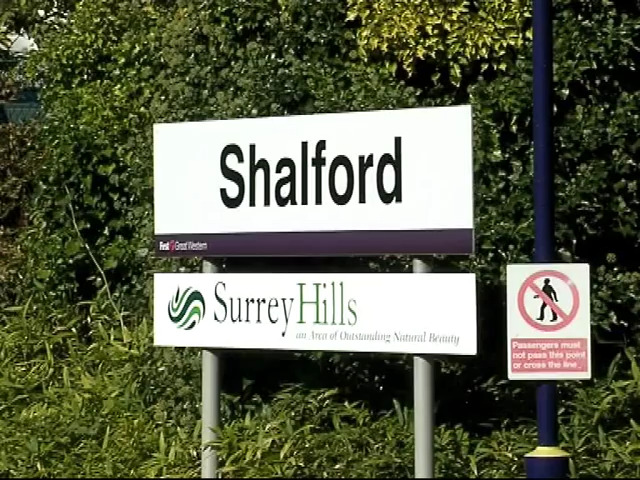 Shalford
First Great Western
Surrey Hills
an Area of Outstanding Natural Beauty
Passengers must
not pass this point
or cross the line.